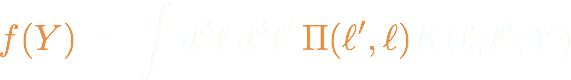 f(Y) = ∫ d³ℓ d³ℓ′ Π(ℓ′, ℓ) K(ℓ, ℓ′; Y)